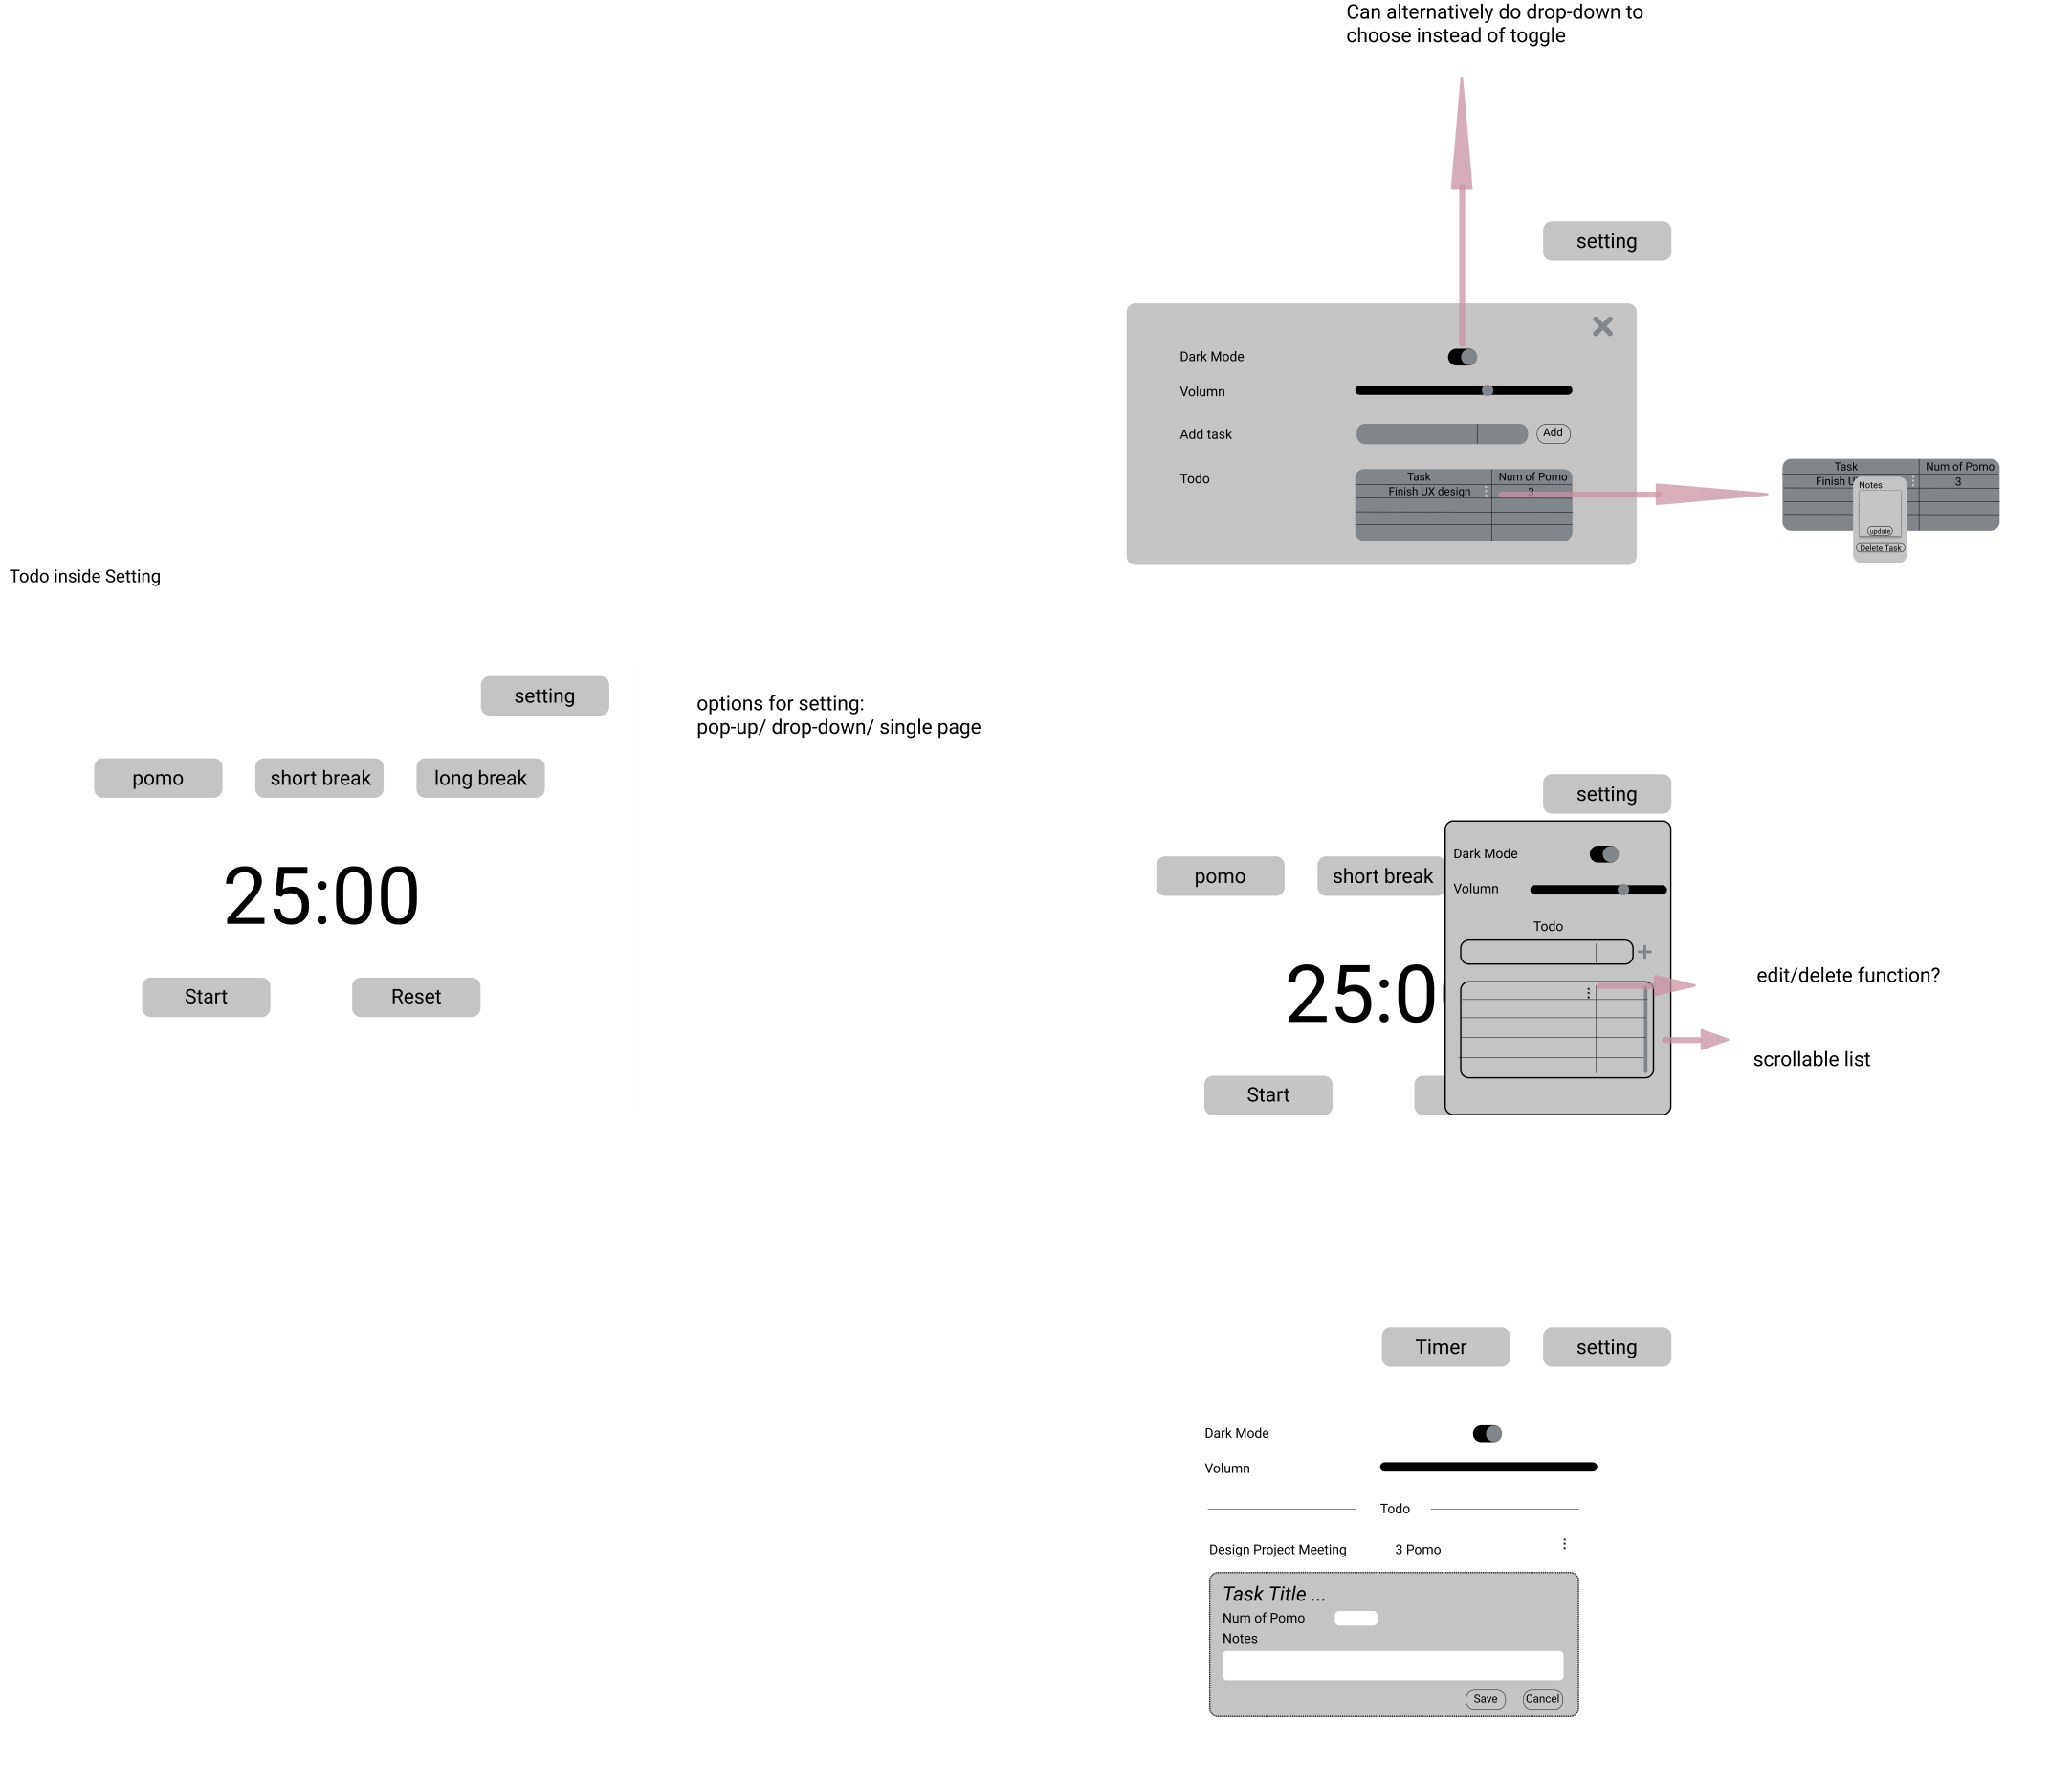 Can alternatively do drop-down to
choose instead of toggle
setting
Dark Mode
Volumn
Add task
Add
Todo
Task
Num of Pomo
Finish UX design
3
Task
Num of Pomo
Finish U
3
Notes
update
Delete Task
Todo inside Setting
setting
options for setting:
pop-up/ drop-down/ single page
pomo
short break
long break
25:00
Start
Reset
setting
pomo
short break
Dark Mode
Volumn
Todo
25:0
edit/delete function?
scrollable list
Start
Timer
setting
Dark Mode
Volumn
Todo
Design Project Meeting
3 Pomo
Task Title ...
Num of Pomo
Notes
Save
Cancel